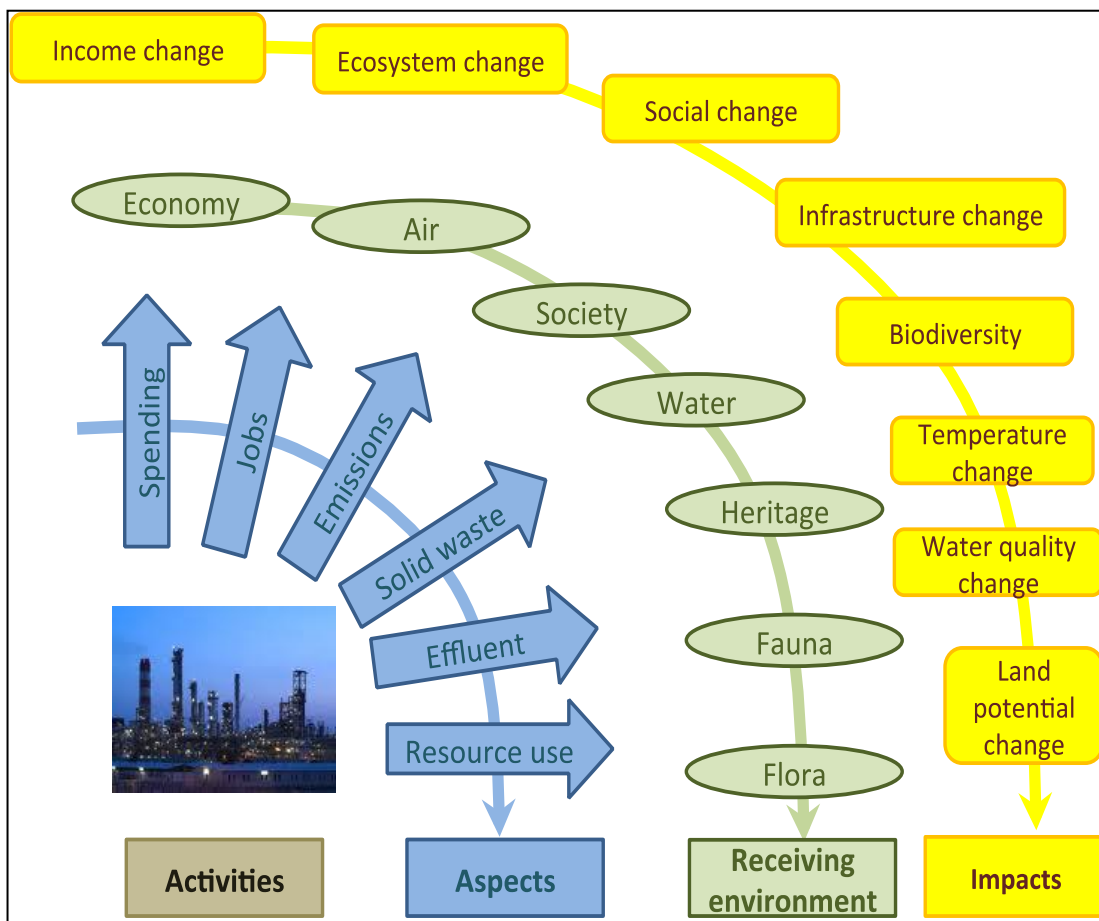 Income change
Ecosystem change
Social change
Economy
Air
Infrastructure change
Society
Biodiversity
Water
Spending
Jobs
Emissions
Temperature
change
Solid waste
Heritage
Water quality
change
Effluent
Fauna
Land
potential
change
Resource use
Flora
Activities
Aspects
Receiving
environment
Impacts